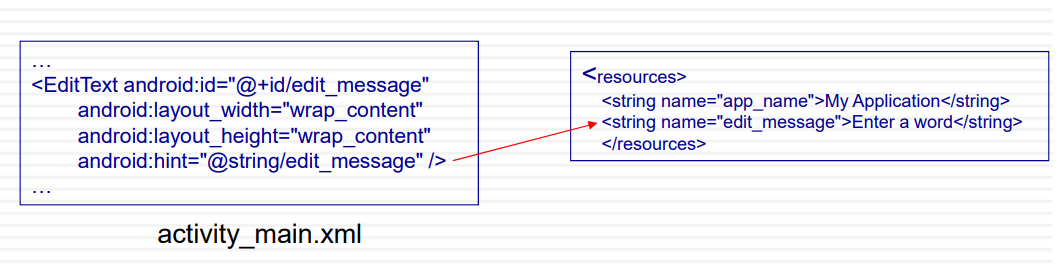 …
<EditText android:id="@+id/edit_message"
android:layout_width="wrap_content"
android:layout_height="wrap_content"
android:hint="@string/edit_message" />
…
activity_main.xml
<resources>
<string name="app_name">My Application</string>
<string name="edit_message">Enter a word</string>
</resources>